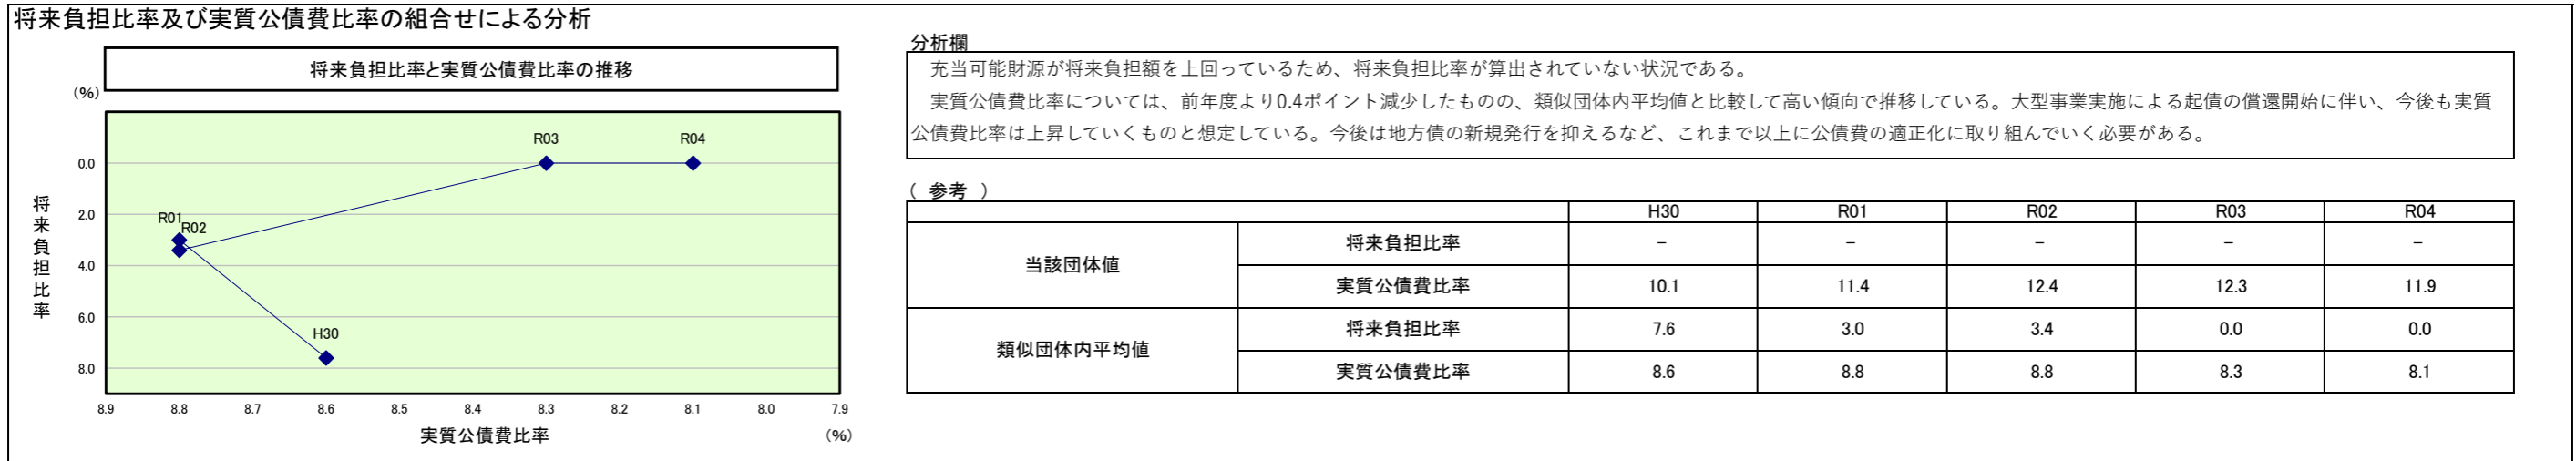 将来負担比率及び実質公債費比率の組合せによる分析
将来負担比率と実質公債費比率の推移
(%)
R03
R04
0.0
2.0
R01
R02
4.0
6.0
H30
8.0
将来負担比率
8.9 8.8 8.7 8.6 8.5 8.4 8.3 8.2 8.1 8.0 7.9
実質公債費比率
(%)
分析欄
充当可能財源が将来負担額を上回っているため、将来負担比率が算出されていない状況である。
実質公債費比率については、前年度より0.4ポイント減少したものの、類似団体内平均値と比較して高い傾向で推移している。大型事業実施による起債の償還開始に伴い、今後も実質
公債費比率は上昇していくものと想定している。今後は地方債の新規発行を抑えるなど、これまで以上に公債費の適正化に取り組んでいく必要がある。
( 参考 )
H30 R01 R02 R03 R04
当該団体値
将来負担比率 － － － － －
実質公債費比率 10.1 11.4 12.4 12.3 11.9
類似団体内平均値
将来負担比率 7.6 3.0 3.4 0.0 0.0
実質公債費比率 8.6 8.8 8.8 8.3 8.1